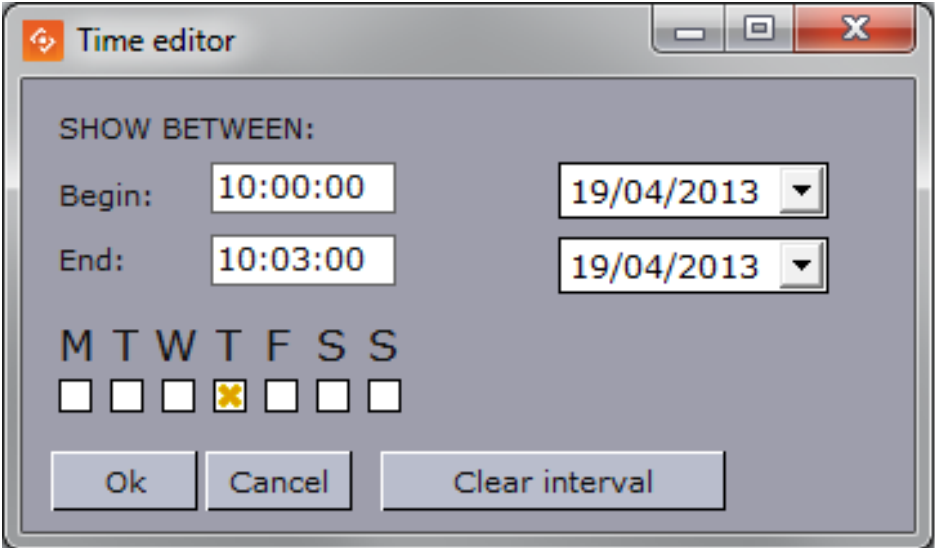 Time editor
SHOW BETWEEN:
Begin: 10:00:00 19/04/2013
End: 10:03:00 19/04/2013
M T W T F S S
Ok Cancel Clear interval